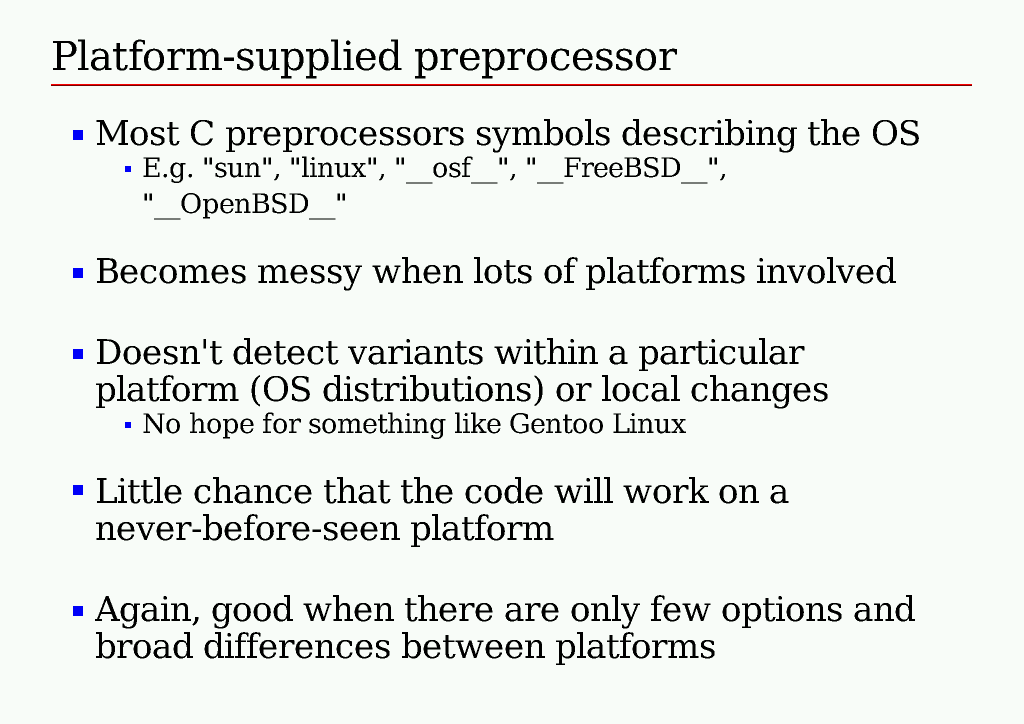 Platform-supplied preprocessor
Most C preprocessors symbols describing the OS
E.g. "sun", "linux", "__osf__", "__FreeBSD__",
"__OpenBSD__"
Becomes messy when lots of platforms involved
Doesn't detect variants within a particular
platform (OS distributions) or local changes
No hope for something like Gentoo Linux
Little chance that the code will work on a
never-before-seen platform
Again, good when there are only few options and
broad differences between platforms